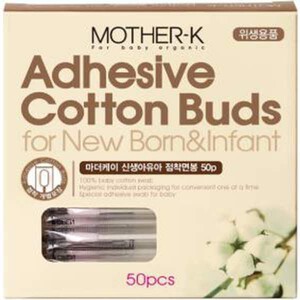 MOTHER-K
For baby organic
위생용품
Adhesive
Cotton Buds
for New Born&Infant
마더케이 신생아유아 점착면봉 50p
100% baby cotton swab
Hygienic individual packaging for convenient one at a time
Special adhesive swab for baby
50pcs